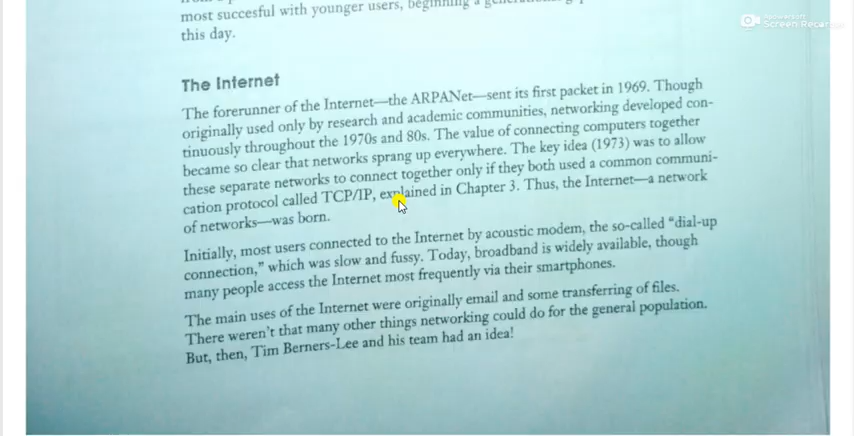 most succesful with younger users, beginning a
this day.
The Internet
The forerunner of the Internet—the ARPANet—sent its first packet in 1969. Though
originally used only by research and academic communities, networking developed con-
tinuously throughout the 1970s and 80s. The value of connecting computers together
became so clear that networks sprang up everywhere. The key idea (1973) was to allow
these separate networks to connect together only if they both used a common communi-
cation protocol called TCP/IP, explained in Chapter 3. Thus, the Internet—a network
of networks—was born.
Initially, most users connected to the Internet by acoustic modem, the so-called “dial-up
connection,” which was slow and fussy. Today, broadband is widely available, though
many people access the Internet most frequently via their smartphones.
The main uses of the Internet were originally email and some transferring of files.
There weren’t that many other things networking could do for the general population.
But, then, Tim Berners-Lee and his team had an idea!
Apowersoft
Screen Recorder